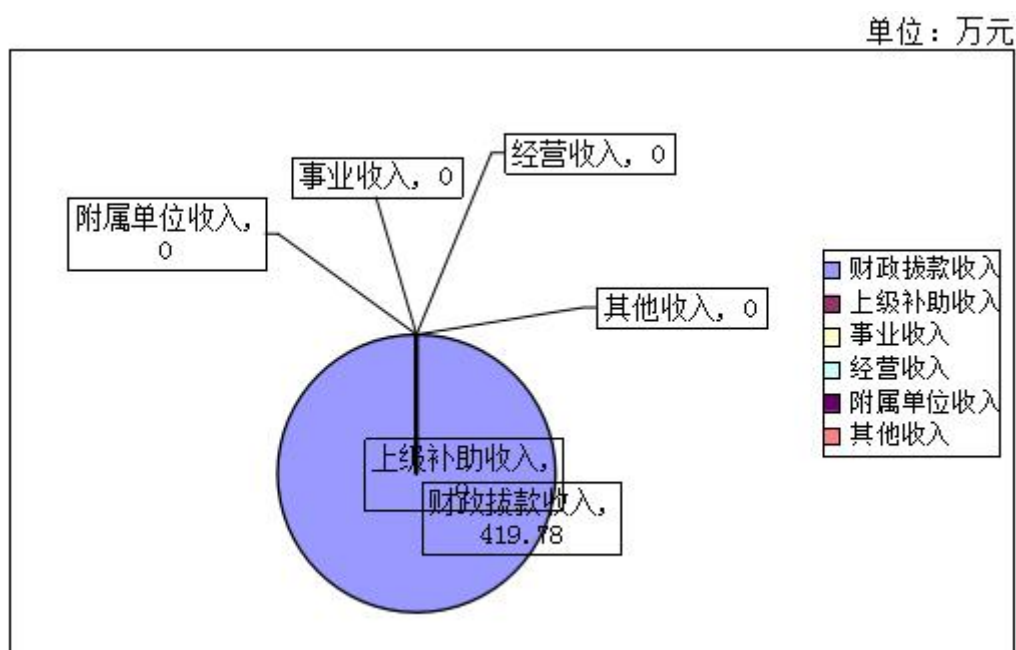 单位：万元
经营收入，0
事业收入，0
附属单位收入，
0
其他收入，0
上级补助收入，
0
财政拨款收入，
419.78
财政拨款收入
上级补助收入
事业收入
经营收入
附属单位收入
其他收入